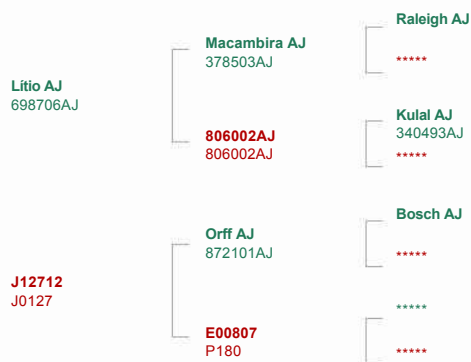 Raleigh AJ
Macambira AJ
378503AJ
*****
Lítio AJ
698706AJ
Kulal AJ
340493AJ
806002AJ
806002AJ
*****
Bosch AJ
Orff AJ
872101AJ
*****
J12712
J0127
*****
E00807
P180
*****